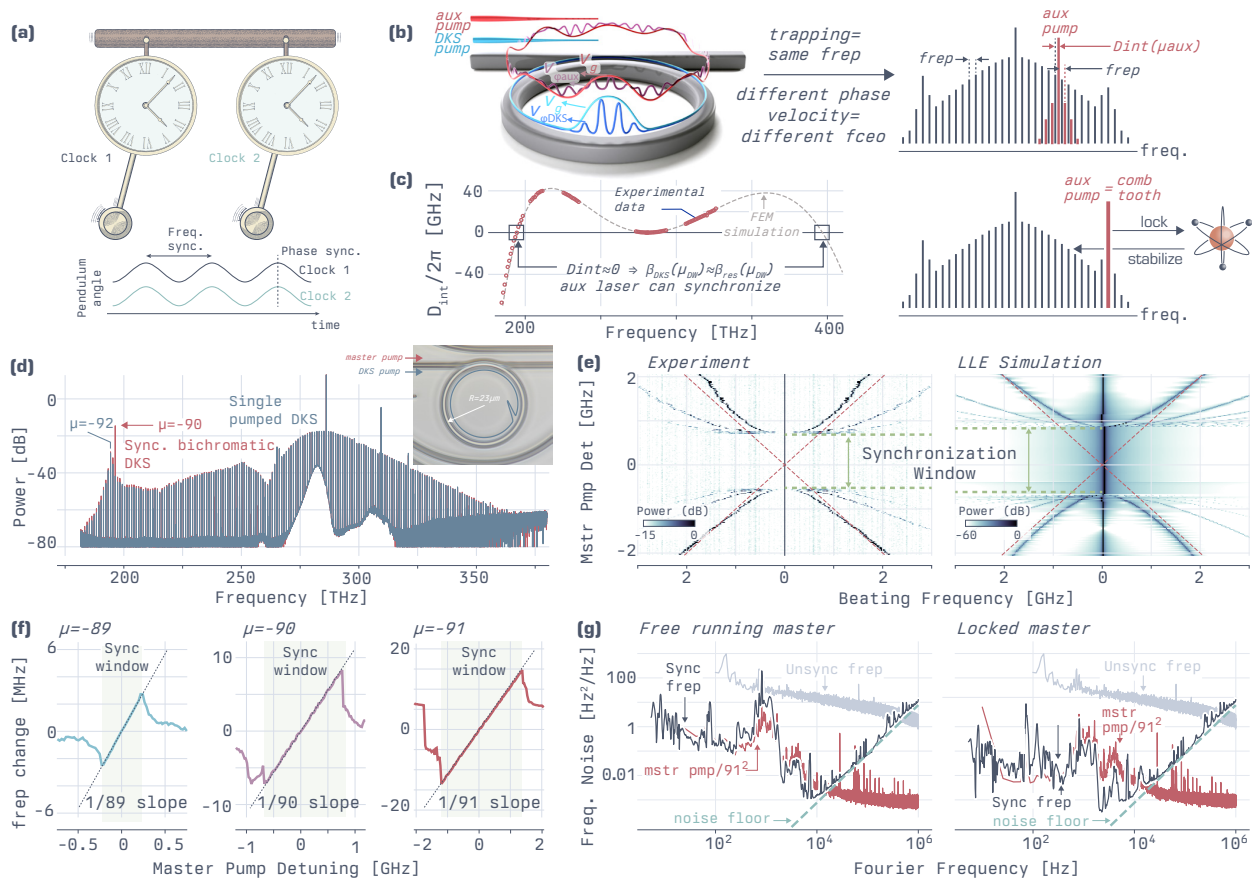 (a)
Clock 1
Clock 2
Freq.
sync.
Phase sync.
Clock 1
Clock 2
Pendulum
angle
time
(b)
aux
pump
DKS
pump
Vφaux
Vg
Vg
VφDKS
trapping=
same frep
different phase
velocity=
different fceo
aux
pump
Dint(μaux)
frep
frep
freq.
aux
pump
=
comb
tooth
lock
stabilize
freq.
(c)
D_int/2π [GHz]
40
0
-40
Experimental
data
FEM
simulation
Dint≈0 ⇒ β_DKS(μ_DW)≈β_res(μ_DW)
aux laser can synchronize
200
400
Frequency [THz]
(d)
master pump
DKS pump
R=23μm
Power [dB]
0
-40
-80
μ=-92
μ=-90
Single
pumped DKS
Sync. bichromatic
DKS
200
250
300
350
Frequency [THz]
(e)
Experiment
LLE Simulation
Mstr Pmp Det [GHz]
2
0
-2
Synchronization
Window
Power (dB)
-15
0
Power (dB)
-60
0
2
0
2
2
0
2
Beating Frequency [GHz]
(f)
μ=-89
μ=-90
μ=-91
frep change [MHz]
6
0
-6
Sync
window
1/89 slope
10
0
-10
Sync
window
1/90 slope
20
0
-20
Sync
window
1/91 slope
-0.5
0
0.5
-1
0
1
-2
0
2
Master Pump Detuning [GHz]
(g)
Free running master
Locked master
Freq. Noise [Hz²/Hz]
100
1
0.01
Sync
frep
Unsync frep
mstr pmp/91²
noise floor
Unsync frep
mstr
pmp/91²
Sync frep
noise floor
10²
10⁴
10⁶
10²
10⁴
10⁶
Fourier Frequency [Hz]